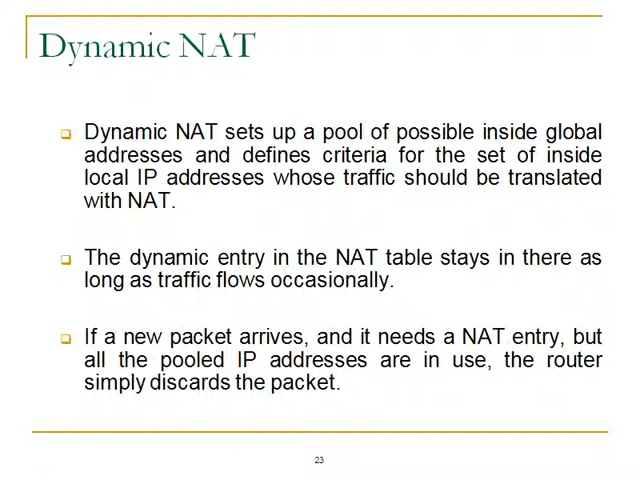 Dynamic NAT
Dynamic NAT sets up a pool of possible inside global
addresses and defines criteria for the set of inside
local IP addresses whose traffic should be translated
with NAT.
The dynamic entry in the NAT table stays in there as
long as traffic flows occasionally.
If a new packet arrives, and it needs a NAT entry, but
all the pooled IP addresses are in use, the router
simply discards the packet.
23